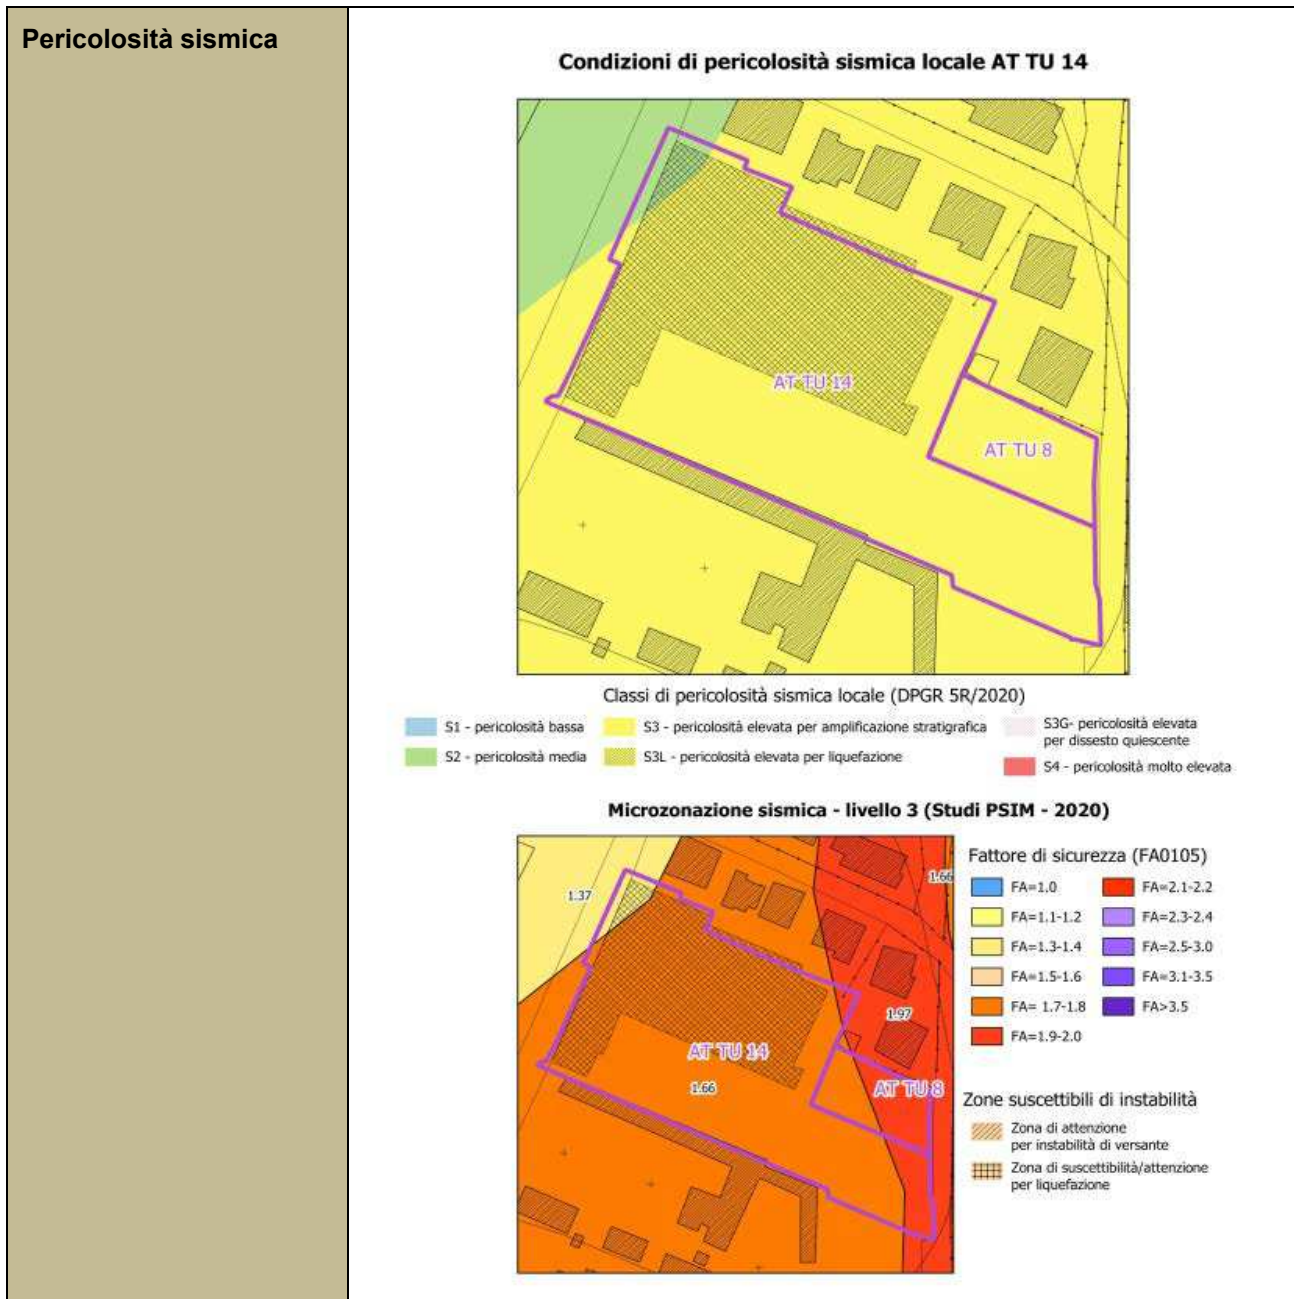 Pericolosità sismica
Condizioni di pericolosità sismica locale AT TU 14
AT TU 14
AT TU 8
Classi di pericolosità sismica locale (DPGR 5R/2020)
S1 - pericolosità bassa
S2 - pericolosità media
S3 - pericolosità elevata per amplificazione stratigrafica
S3L - pericolosità elevata per liquefazione
S3G- pericolosità elevata
per dissesto quiescente
S4 - pericolosità molto elevata
Microzonazione sismica - livello 3 (Studi PSIM - 2020)
1.37
1.66
1.97
AT TU 14
AT TU 8
1.66
Fattore di sicurezza (FA0105)
FA=1.0
FA=1.1-1.2
FA=1.3-1.4
FA=1.5-1.6
FA= 1.7-1.8
FA=1.9-2.0
FA=2.1-2.2
FA=2.3-2.4
FA=2.5-3.0
FA=3.1-3.5
FA>3.5
Zone suscettibili di instabilità
Zona di attenzione
per instabilità di versante
Zona di suscettibilità/attenzione
per liquefazione